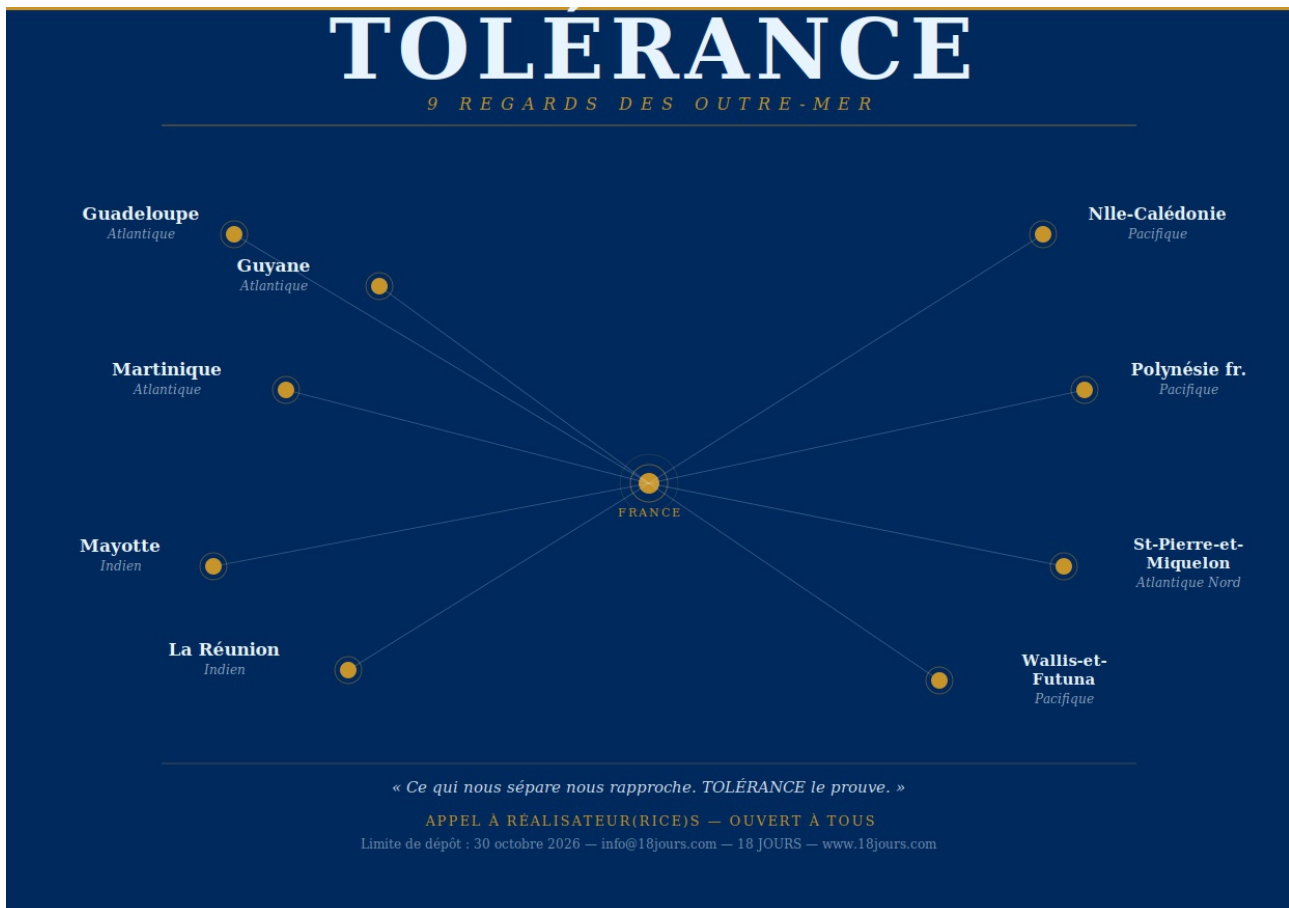 TOLÉRANCE
9 REGARDS DES OUTRE-MER
Guadeloupe
Atlantique
Nlle-Calédonie
Pacifique
Guyane
Atlantique
Martinique
Atlantique
Polynésie fr.
Pacifique
FRANCE
Mayotte
Indien
St-Pierre-et-
Miquelon
Atlantique Nord
La Réunion
Indien
Wallis-et-
Futuna
Pacifique
« Ce qui nous sépare nous rapproche. TOLÉRANCE le prouve. »
APPEL À RÉALISATEUR(RICE)S — OUVERT À TOUS
Limite de dépôt : 30 octobre 2026 — info@18jours.com — 18 JOURS — www.18jours.com